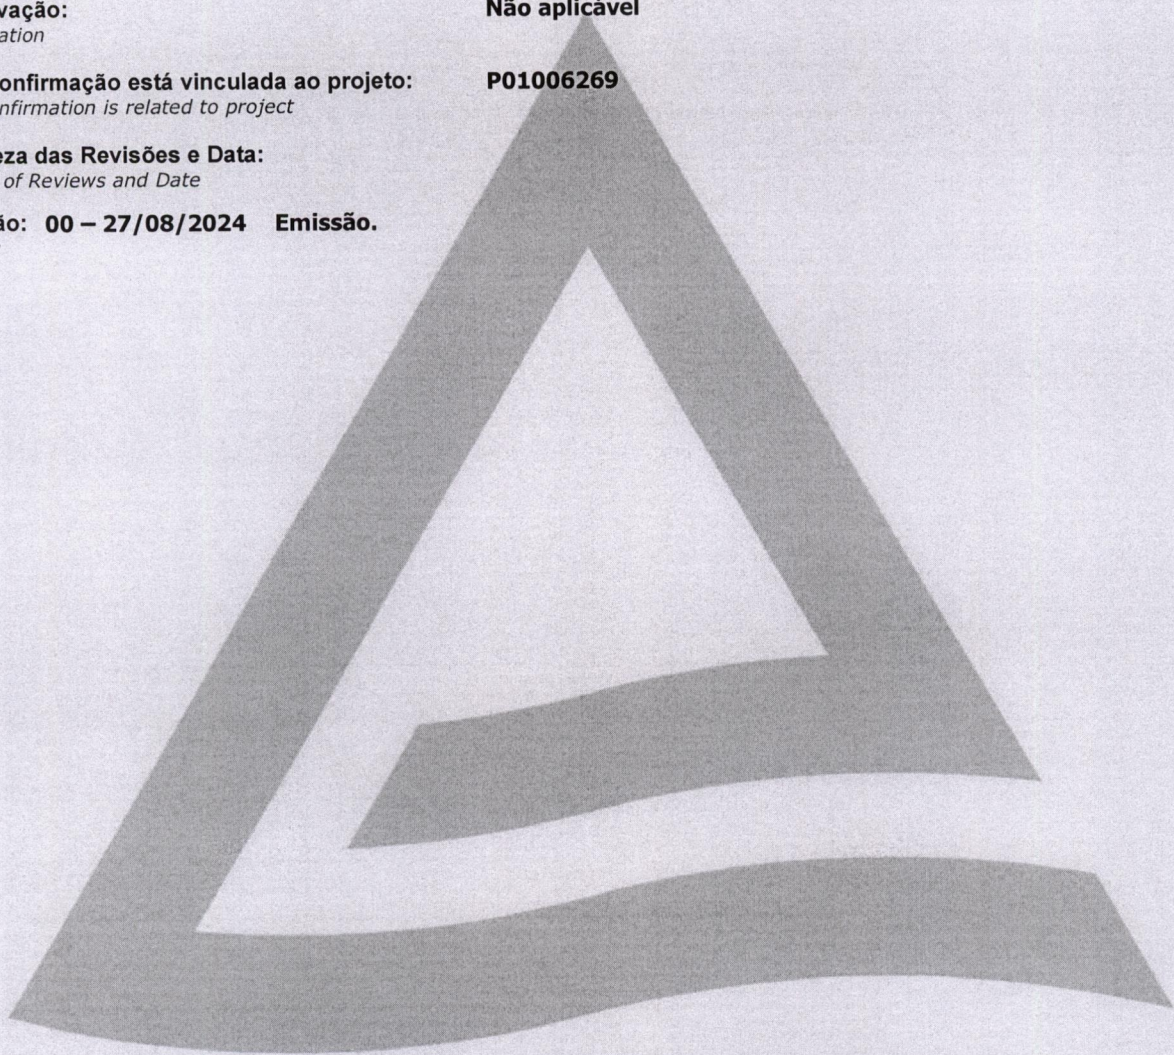 vação: Não aplicável
ation
onfirmação está vinculada ao projeto: P01006269
nfirmation is related to project
eza das Revisões e Data:
of Reviews and Date
ão: 00 – 27/08/2024 Emissão.